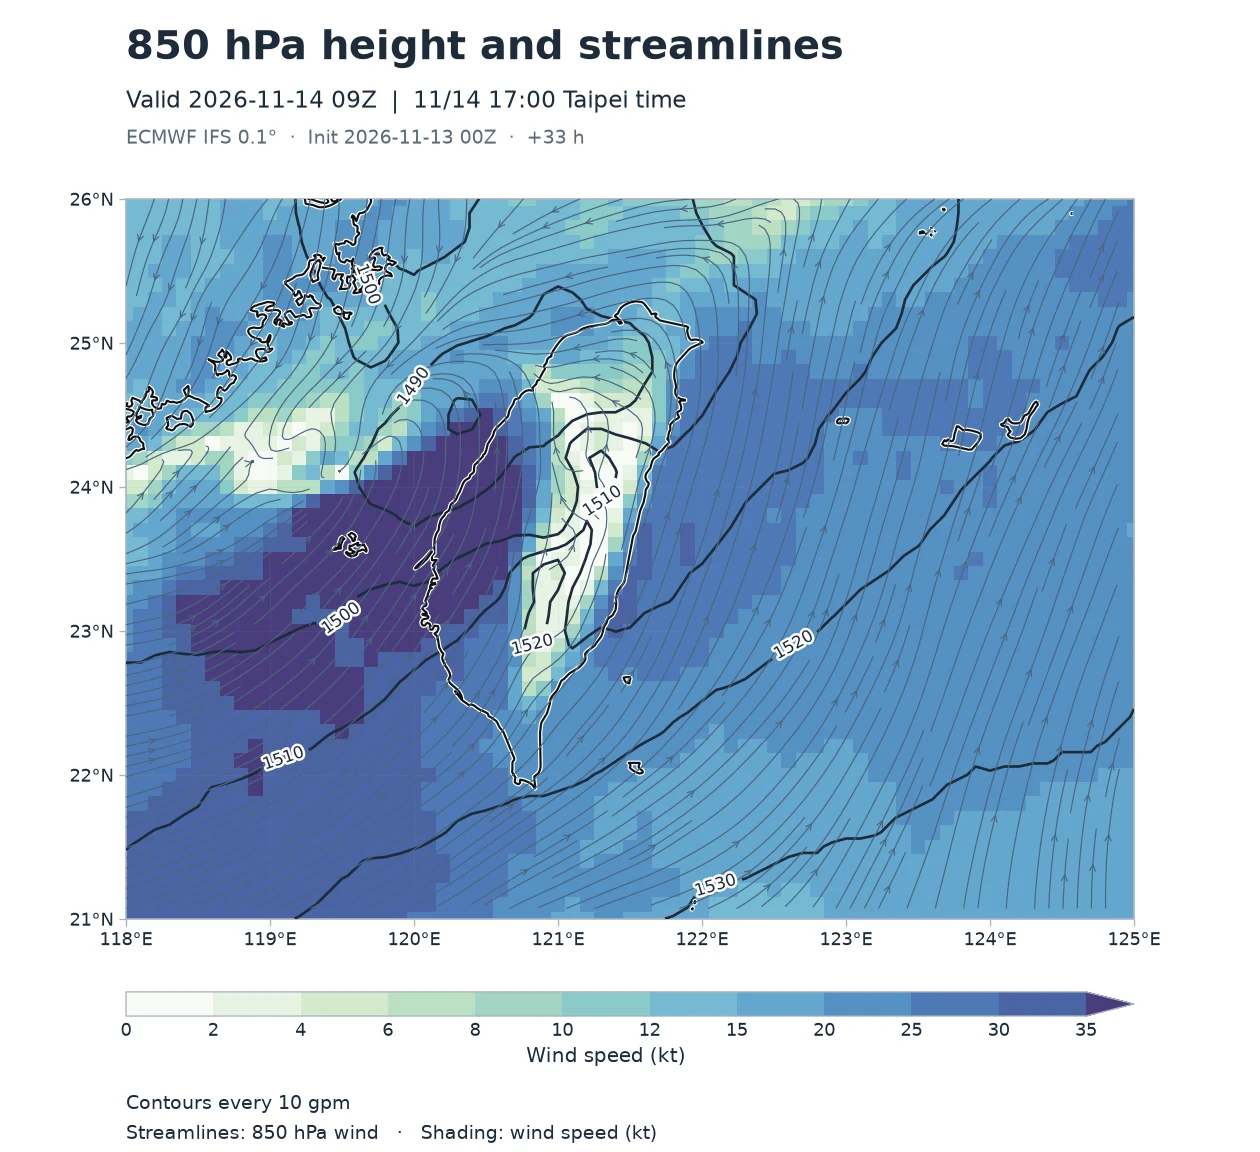 850 hPa height and streamlines
Valid 2026-11-14 09Z | 11/14 17:00 Taipei time
ECMWF IFS 0.1° · Init 2026-11-13 00Z · +33 h
26°N
1500
25°N
1490
24°N
1510
1500
23°N
1520
1520
1510
22°N
1530
21°N
118°E 119°E 120°E 121°E 122°E 123°E 124°E 125°E
0 2 4 6 8 10 12 15 20 25 30 35
Wind speed (kt)
Contours every 10 gpm
Streamlines: 850 hPa wind · Shading: wind speed (kt)